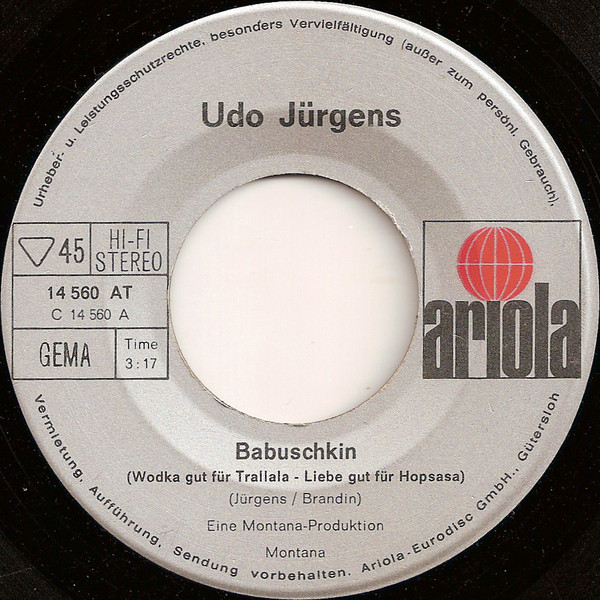 Urheber- u. Leistungsschutzrechte, besonders Vervielfältigung (außer zum persönl. Gebrauch),
Udo Jürgens
45
HI-FI
STEREO
14 560 AT
C 14 560 A
GEMA
Time
3:17
ariola
Babuschkin
(Wodka gut für Trallala - Liebe gut für Hopsasa)
(Jürgens / Brandin)
Eine Montana-Produktion
Montana
Vermietung, Aufführung, Sendung vorbehalten. Ariola-Eurodisc GmbH., Gütersloh